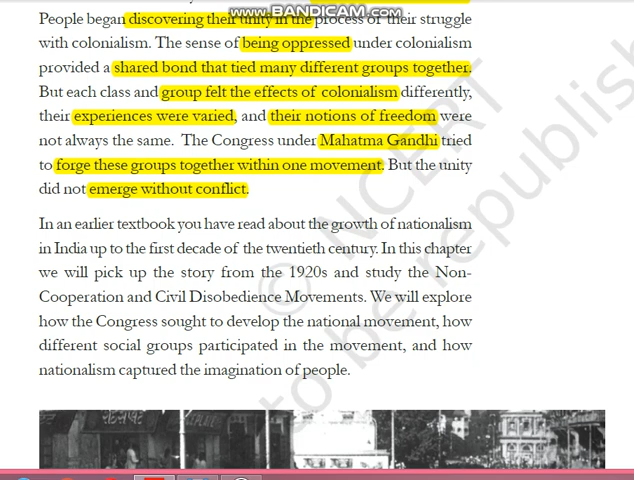 www.BANDICAM.com
People began discovering their unity in the process of their struggle
with colonialism. The sense of being oppressed under colonialism
provided a shared bond that tied many different groups together.
But each class and group felt the effects of colonialism differently,
their experiences were varied, and their notions of freedom were
not always the same. The Congress under Mahatma Gandhi tried
to forge these groups together within one movement. But the unity
did not emerge without conflict.
In an earlier textbook you have read about the growth of nationalism
in India up to the first decade of the twentieth century. In this chapter
we will pick up the story from the 1920s and study the Non-
Cooperation and Civil Disobedience Movements. We will explore
how the Congress sought to develop the national movement, how
different social groups participated in the movement, and how
nationalism captured the imagination of people.
© NCERT
to be republish